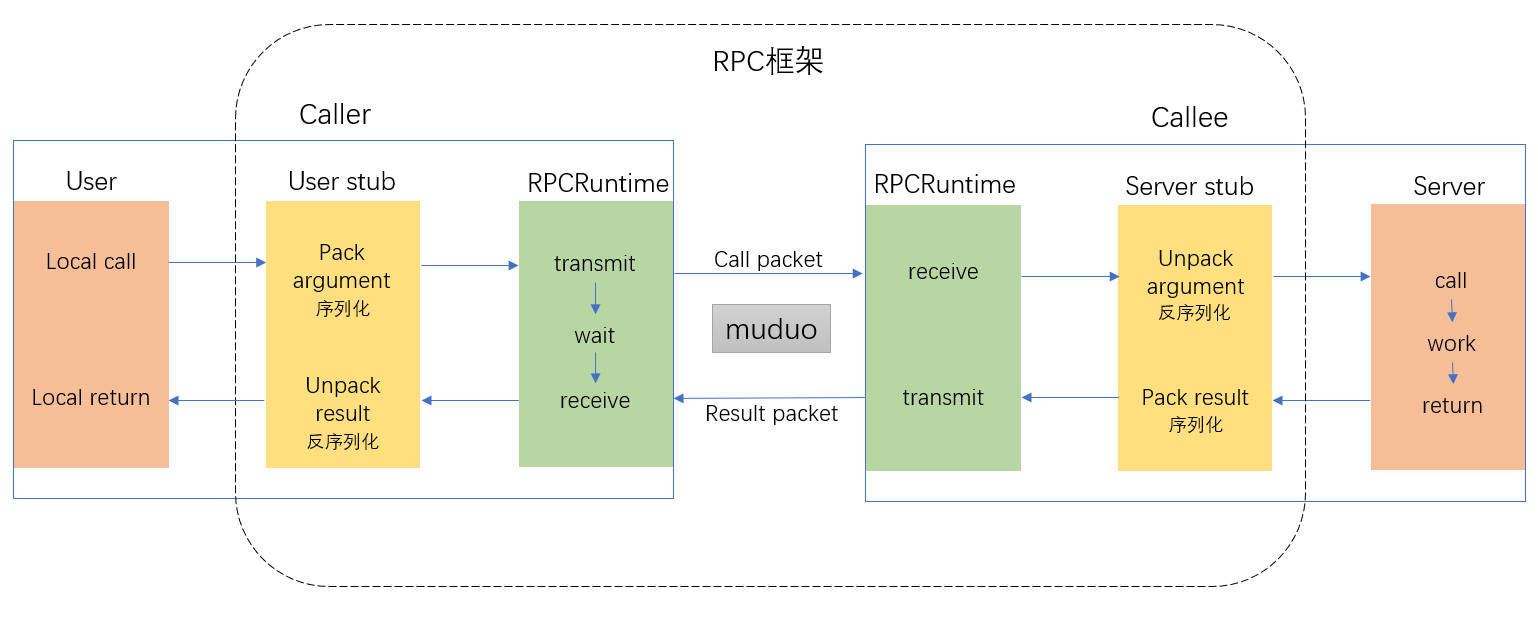 RPC框架
Caller
Callee
User
User stub
RPCRuntime
RPCRuntime
Server stub
Server
Local call
Pack
argument
序列化
transmit
wait
receive
Local return
Unpack
result
反序列化
Call packet
muduo
Result packet
receive
transmit
Unpack
argument
反序列化
Pack result
序列化
call
work
return